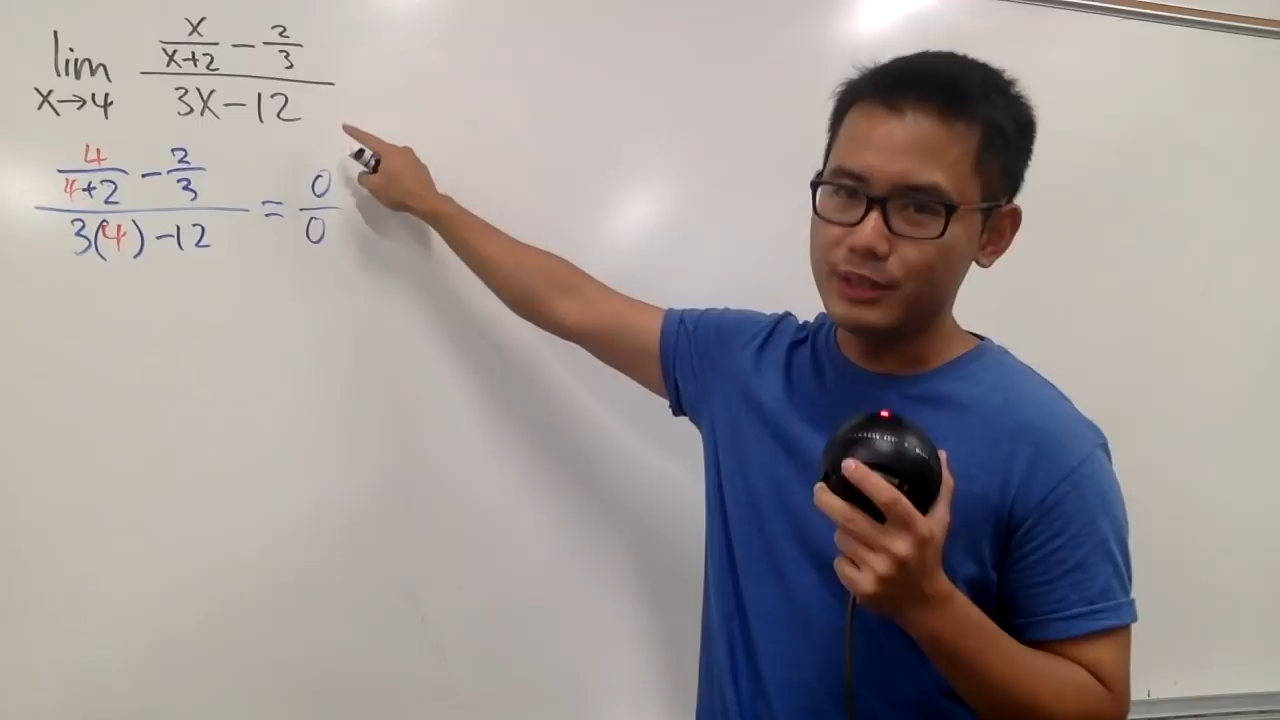 lim x→4 (x/(x+2) − 2/3)/(3x−12)
(4/(4+2) − 2/3)/(3(4)−12) = 0/0